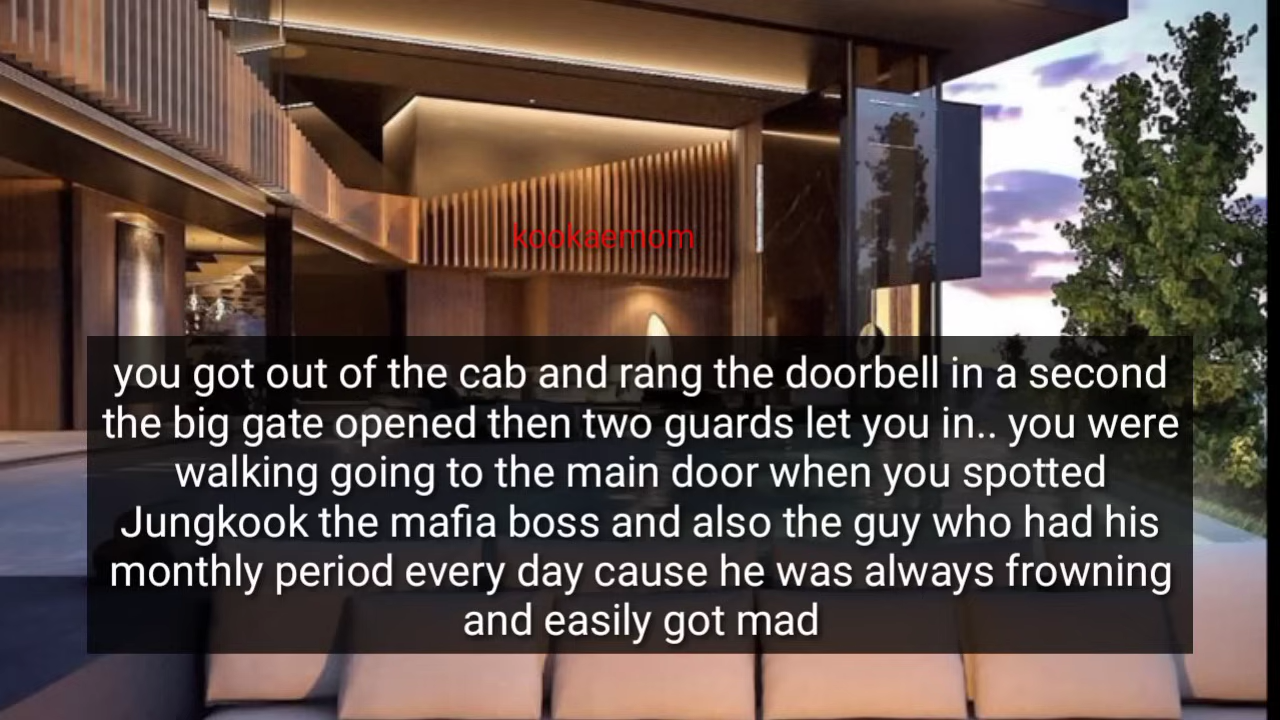 kookaemom
you got out of the cab and rang the doorbell in a second
the big gate opened then two guards let you in.. you were
walking going to the main door when you spotted
Jungkook the mafia boss and also the guy who had his
monthly period every day cause he was always frowning
and easily got mad